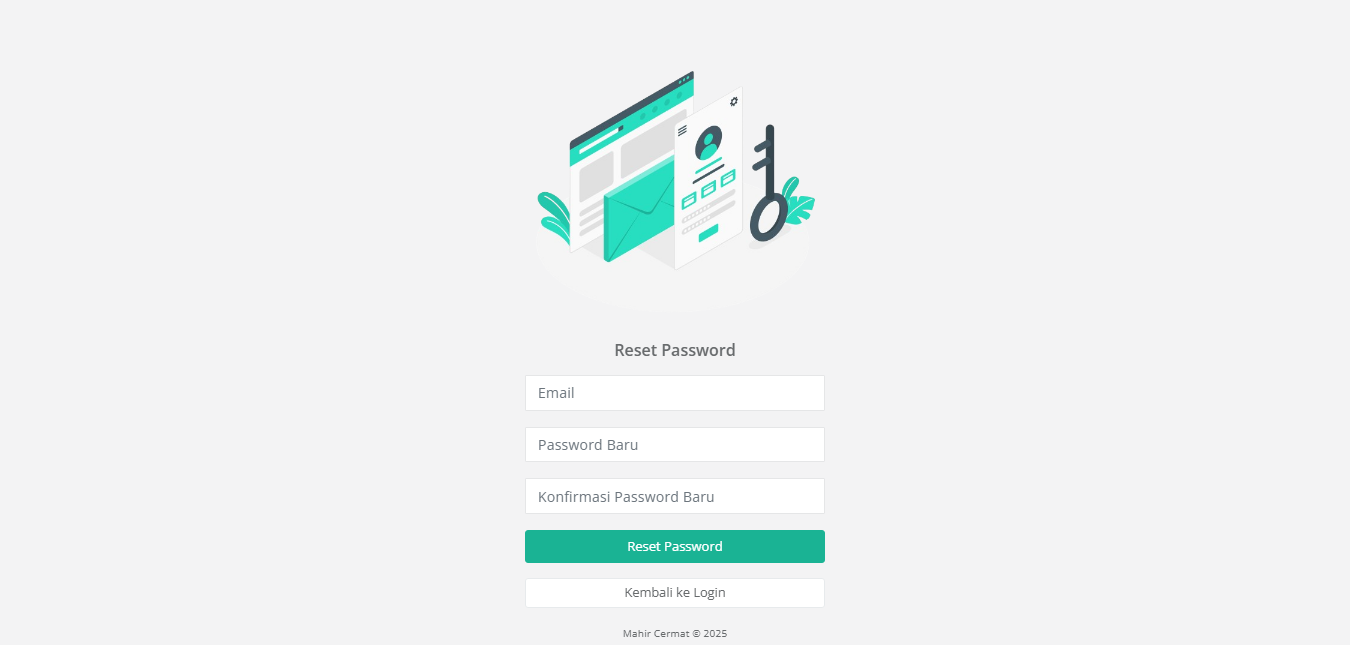 Reset Password
Email
Password Baru
Konfirmasi Password Baru
Reset Password
Kembali ke Login
Mahir Cermat © 2025